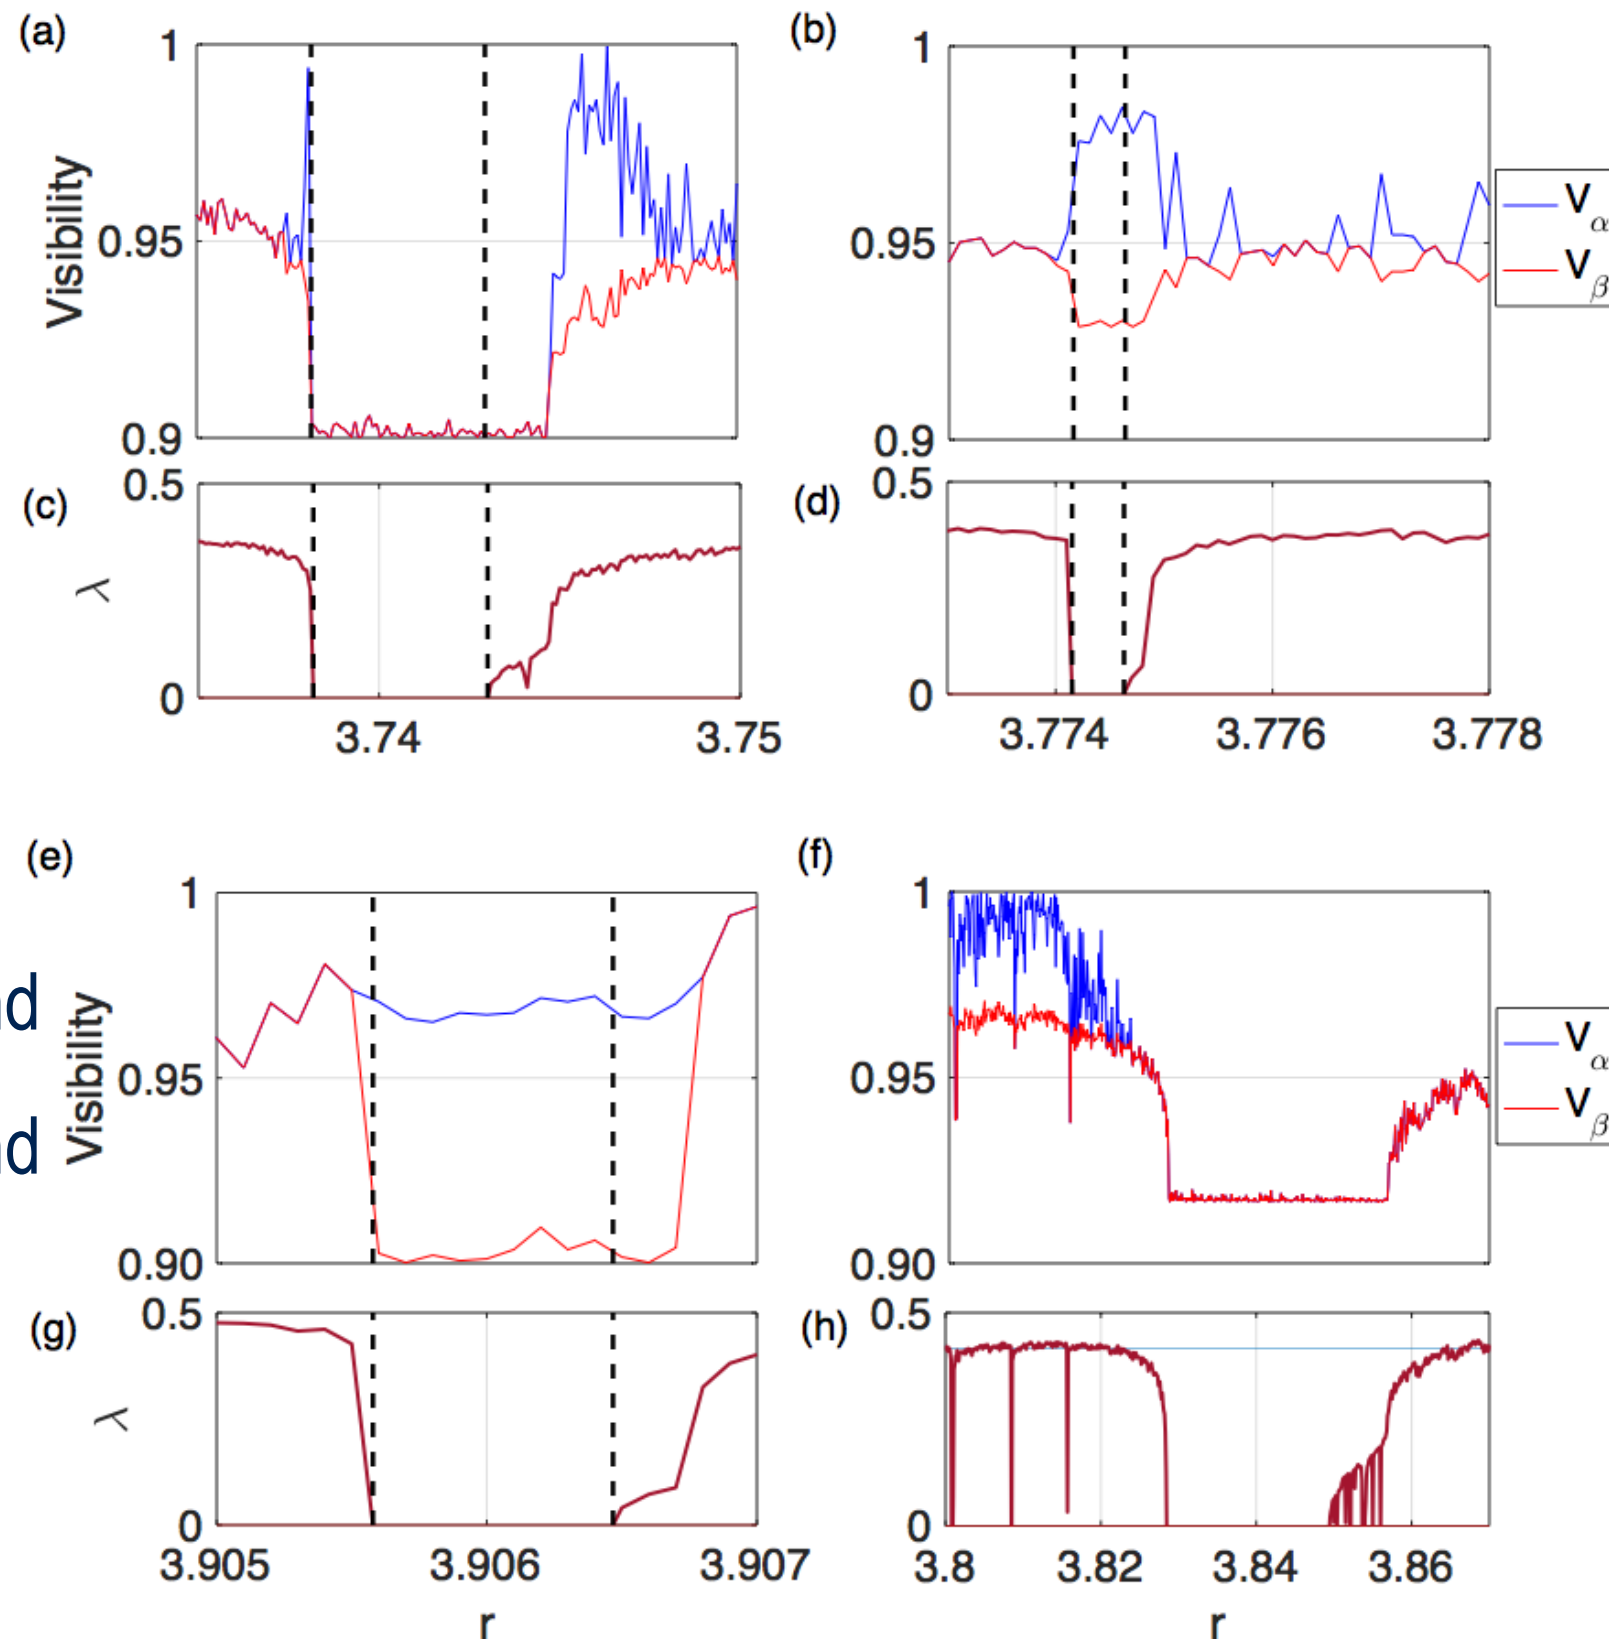 (a)
1
0.95
0.9
Visibility
(b)
1
0.95
0.9
Vα
Vβ
(c)
0.5
0
λ
3.74
3.75
(d)
0.5
0
3.774
3.776
3.778
(e)
1
0.95
0.90
Visibility
(f)
1
0.95
0.90
Vα
Vβ
(g)
0.5
0
λ
3.905
3.906
3.907
r
(h)
0.5
0
3.8
3.82
3.84
3.86
r